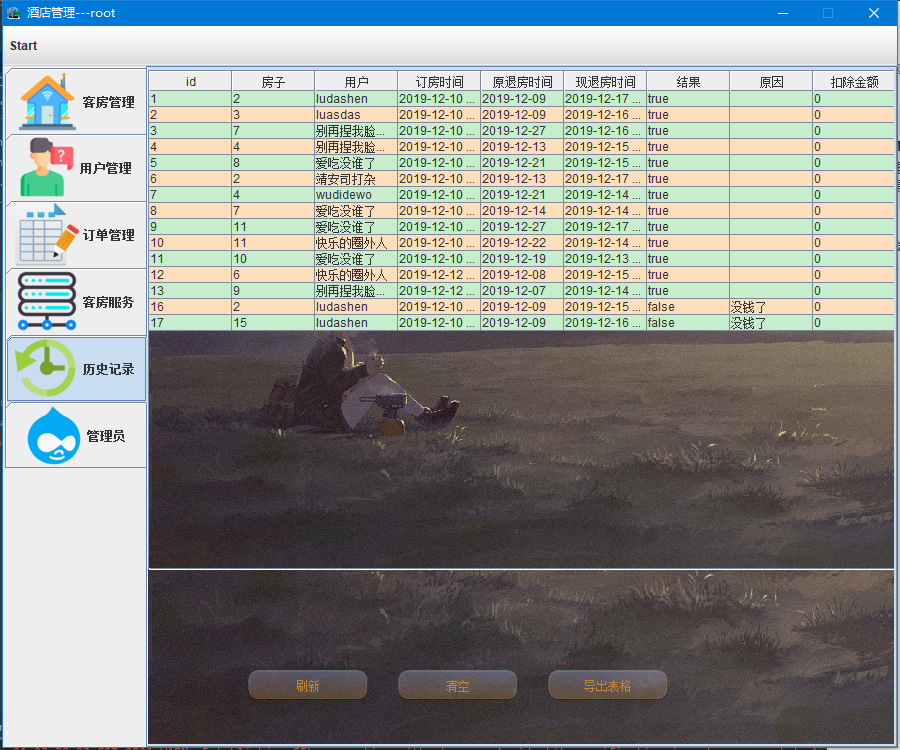 酒店管理---root
Start
客房管理
用户管理
订单管理
客房服务
历史记录
管理员
id 房子 用户 订房时间 原退房时间 现退房时间 结果 原因 扣除金额
1 2 ludashen 2019-12-10 ... 2019-12-09 2019-12-17 ... true 0
2 3 luasdas 2019-12-10 ... 2019-12-09 2019-12-16 ... true 0
3 7 别再捏我脸... 2019-12-10 ... 2019-12-27 2019-12-16 ... true 0
4 4 别再捏我脸... 2019-12-10 ... 2019-12-13 2019-12-15 ... true 0
5 8 爱吃没谁了 2019-12-10 ... 2019-12-21 2019-12-15 ... true 0
6 2 靖安司打杂 2019-12-10 ... 2019-12-13 2019-12-17 ... true 0
7 4 wudidewo 2019-12-10 ... 2019-12-21 2019-12-14 ... true 0
8 7 爱吃没谁了 2019-12-10 ... 2019-12-14 2019-12-14 ... true 0
9 11 爱吃没谁了 2019-12-10 ... 2019-12-27 2019-12-17 ... true 0
10 11 快乐的圈外人 2019-12-10 ... 2019-12-22 2019-12-14 ... true 0
11 10 爱吃没谁了 2019-12-10 ... 2019-12-19 2019-12-13 ... true 0
12 6 快乐的圈外人 2019-12-12 ... 2019-12-08 2019-12-15 ... true 0
13 9 别再捏我脸... 2019-12-12 ... 2019-12-07 2019-12-14 ... true 0
16 2 ludashen 2019-12-10 ... 2019-12-09 2019-12-15 ... false 没钱了 0
17 15 ludashen 2019-12-10 ... 2019-12-09 2019-12-16 ... false 没钱了 0
刷新 清空 导出表格